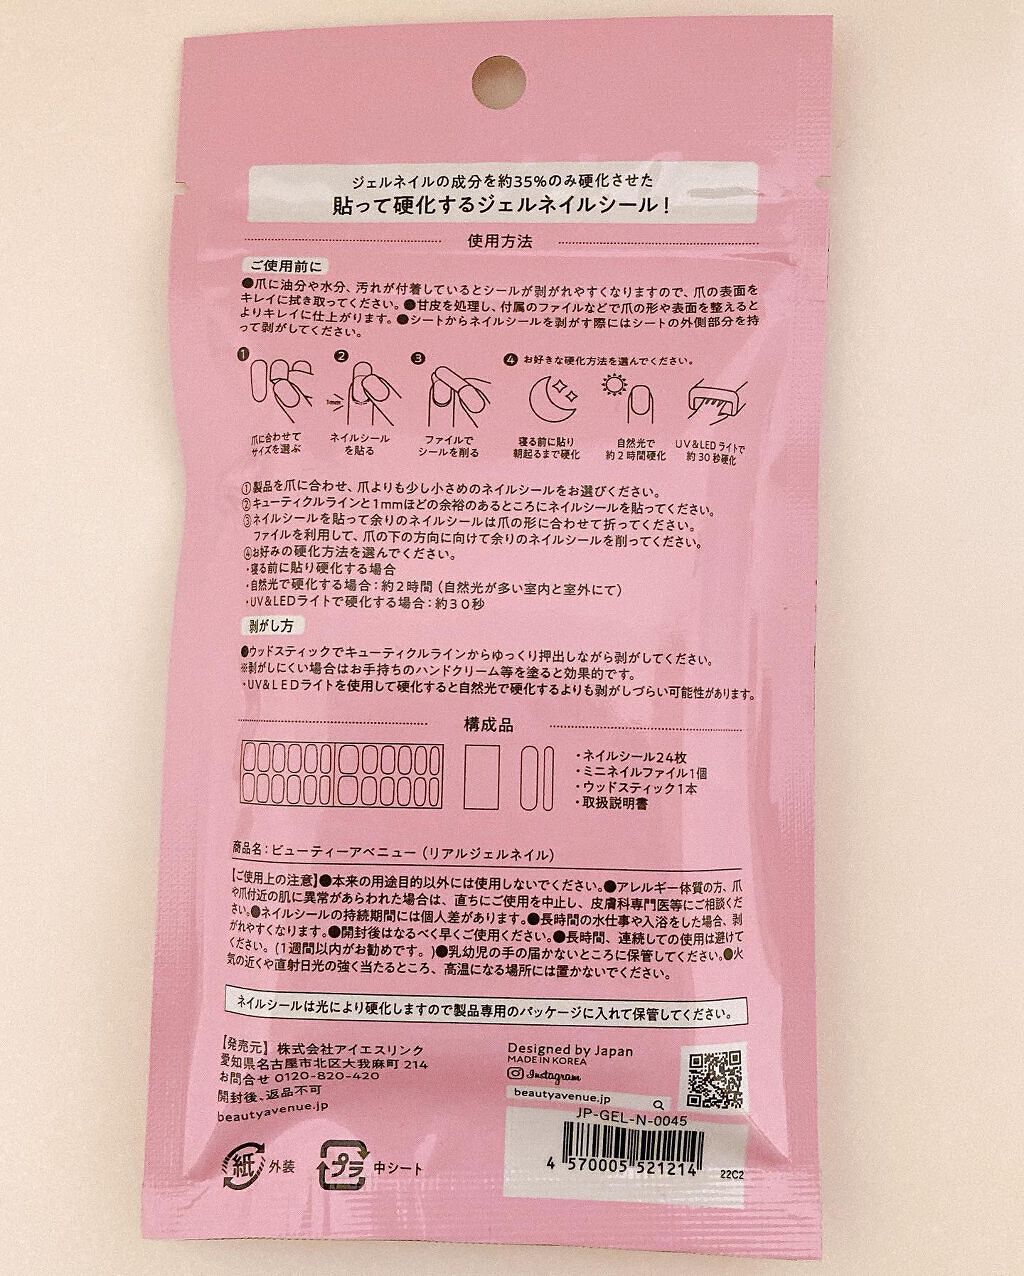 ジェルネイルの成分を約35%のみ硬化させた
貼って硬化するジェルネイルシール！
使用方法
ご使用前に
●爪に油分や水分、汚れが付着しているとシールが剥がれやすくなりますので、爪の表面を
キレイに拭き取ってください。●甘皮を処理し、付属のファイルなどで爪の形や表面を整えると
よりキレイに仕上がります。●シートからネイルシールを剥がす際にはシートの外側部分を持
って剥がしてください。
❶
❷
❸
❹ お好きな硬化方法を選んでください。
1mm
爪に合わせて
サイズを選ぶ
ネイルシール
を貼る
ファイルで
シールを削る
寝る前に貼り
朝起るまで硬化
自然光で
約2時間硬化
UV&LEDライトで
約30秒硬化
①製品を爪に合わせ、爪よりも少し小さめのネイルシールをお選びください。
②キューティクルラインと1mmほどの余裕のあるところにネイルシールを貼ってください。
③ネイルシールを貼って余りのネイルシールは爪の形に合わせて折ってください。
ファイルを利用して、爪の下の方向に向けて余りのネイルシールを削ってください。
④お好みの硬化方法を選んでください。
・寝る前に貼り硬化する場合
・自然光で硬化する場合：約2時間（自然光が多い室内と室外にて）
・UV&LEDライトで硬化する場合：約30秒
剥がし方
●ウッドスティックでキューティクルラインからゆっくり押出しながら剥がしてください。
※剥がしにくい場合はお手持ちのハンドクリーム等を塗ると効果的です。
・UV&LEDライトを使用して硬化すると自然光で硬化するよりも剥がしづらい可能性があります。
構成品
・ネイルシール24枚
・ミニネイルファイル1個
・ウッドスティック1本
・取扱説明書
商品名：ビューティーアベニュー（リアルジェルネイル）
【ご使用上の注意】●本来の用途目的以外には使用しないでください。●アレルギー体質の方、爪
や爪付近の肌に異常があらわれた場合は、直ちにご使用を中止し、皮膚科専門医等にご相談くだ
さい。●ネイルシールの持続期間には個人差があります。●長時間の水仕事や入浴をした場合、剥
がれやすくなります。●開封後はなるべく早くご使用ください。●長時間、連続しての使用は避けて
ください。(1週間以内がお勧めです。)●乳幼児の手の届かないところに保管してください。●火
気の近くや直射日光の強く当たるところ、高温になる場所には置かないでください。
ネイルシールは光により硬化しますので製品専用のパッケージに入れて保管してください。
【発売元】株式会社アイエスリンク
愛知県名古屋市北区大我麻町 214
お問合せ 0120-820-420
開封後、返品不可
beautyavenue.jp
紙 外装
プラ 中シート
Designed by Japan
MADE IN KOREA
Instagram
beautyavenue.jp
JP-GEL-N-0045
4 570005 521214
22C2